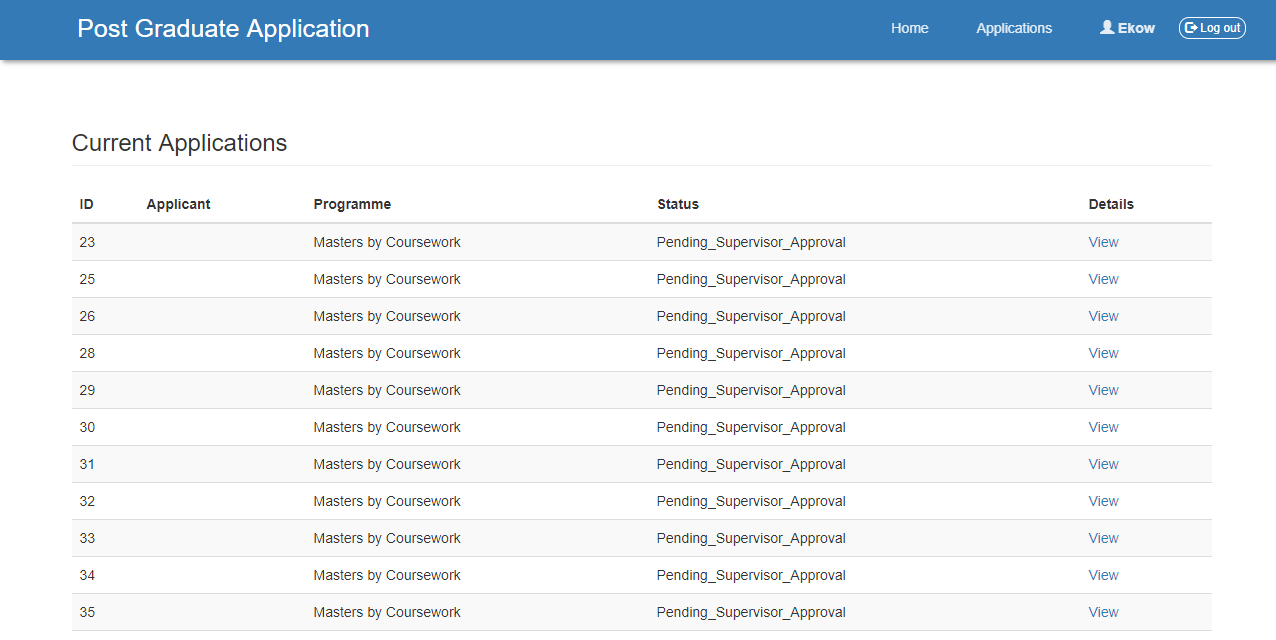 Post Graduate Application Home Applications Ekow Log out
Current Applications
ID Applicant Programme Status Details
23 Masters by Coursework Pending_Supervisor_Approval View
25 Masters by Coursework Pending_Supervisor_Approval View
26 Masters by Coursework Pending_Supervisor_Approval View
28 Masters by Coursework Pending_Supervisor_Approval View
29 Masters by Coursework Pending_Supervisor_Approval View
30 Masters by Coursework Pending_Supervisor_Approval View
31 Masters by Coursework Pending_Supervisor_Approval View
32 Masters by Coursework Pending_Supervisor_Approval View
33 Masters by Coursework Pending_Supervisor_Approval View
34 Masters by Coursework Pending_Supervisor_Approval View
35 Masters by Coursework Pending_Supervisor_Approval View